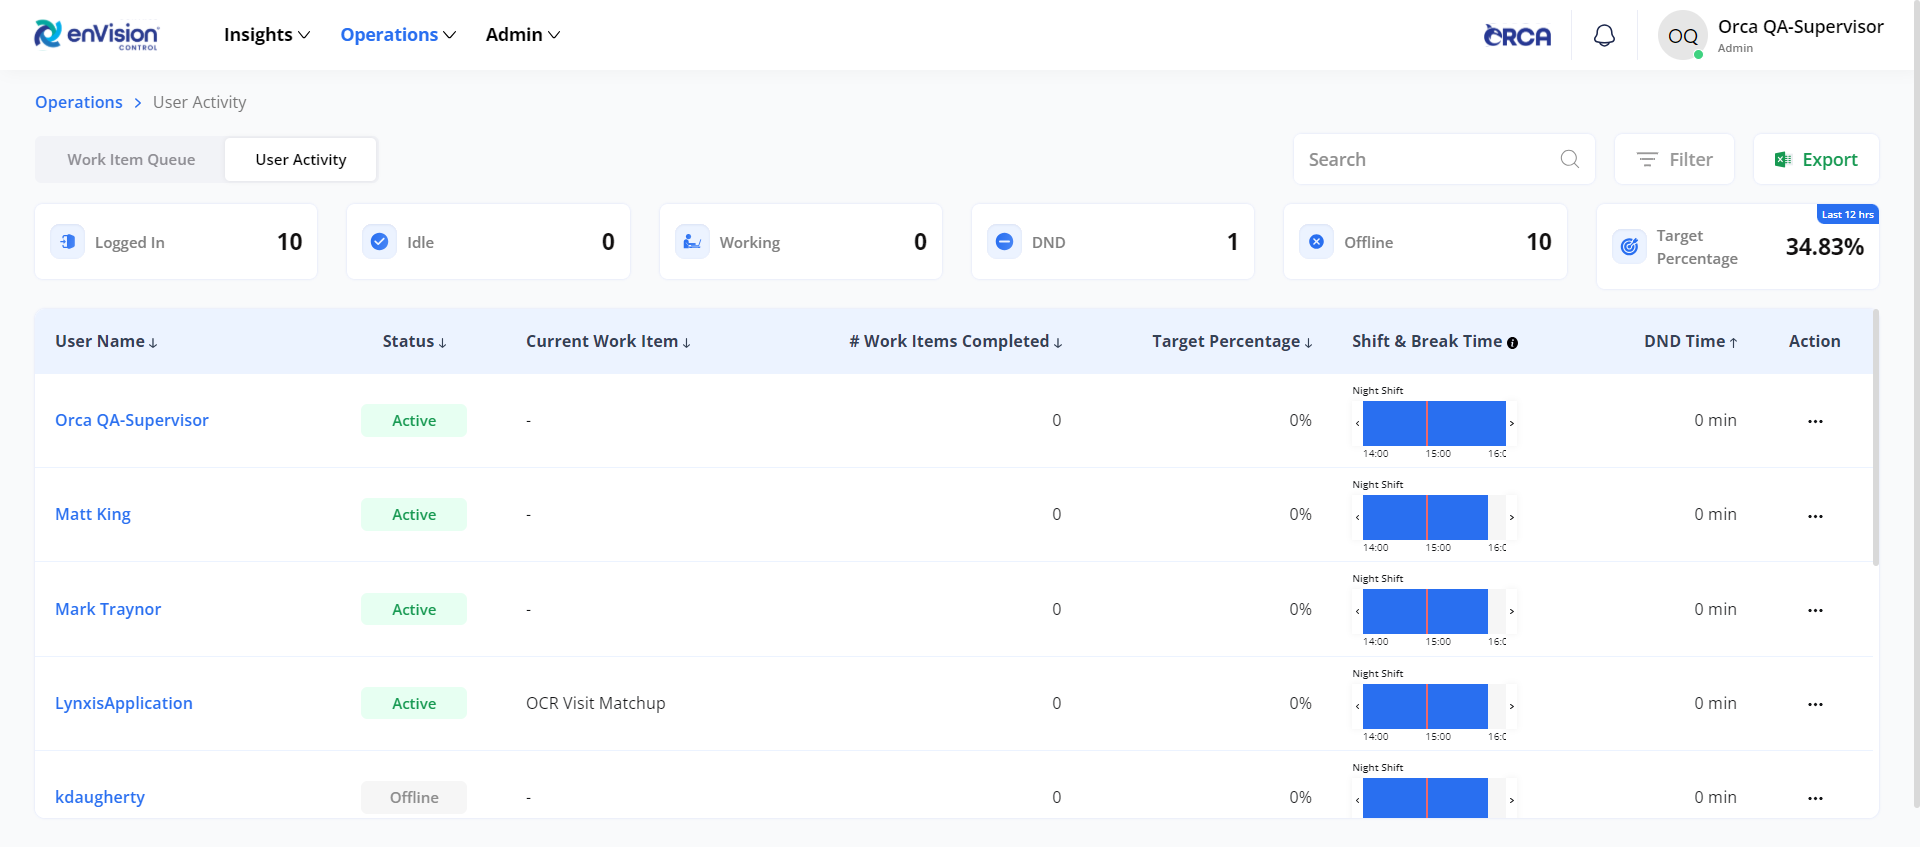 enVision
CONTROL
Insights
Operations
Admin
ORCA
OQ
Orca QA-Supervisor
Admin
Operations > User Activity
Work Item Queue
User Activity
Search
Filter
Export
Logged In 10
Idle 0
Working 0
DND 1
Offline 10
Last 12 hrs
Target Percentage 34.83%
User Name ↓ Status ↓ Current Work Item ↓ # Work Items Completed ↓ Target Percentage ↓ Shift & Break Time DND Time ↑ Action
Night Shift
Orca QA-Supervisor Active - 0 0% ‹ › 0 min ...
14:00 15:00 16:0
Night Shift
Matt King Active - 0 0% ‹ › 0 min ...
14:00 15:00 16:0
Night Shift
Mark Traynor Active - 0 0% ‹ › 0 min ...
14:00 15:00 16:0
Night Shift
LynxisApplication Active OCR Visit Matchup 0 0% ‹ › 0 min ...
14:00 15:00 16:0
Night Shift
kdaugherty Offline - 0 0% ‹ › 0 min ...